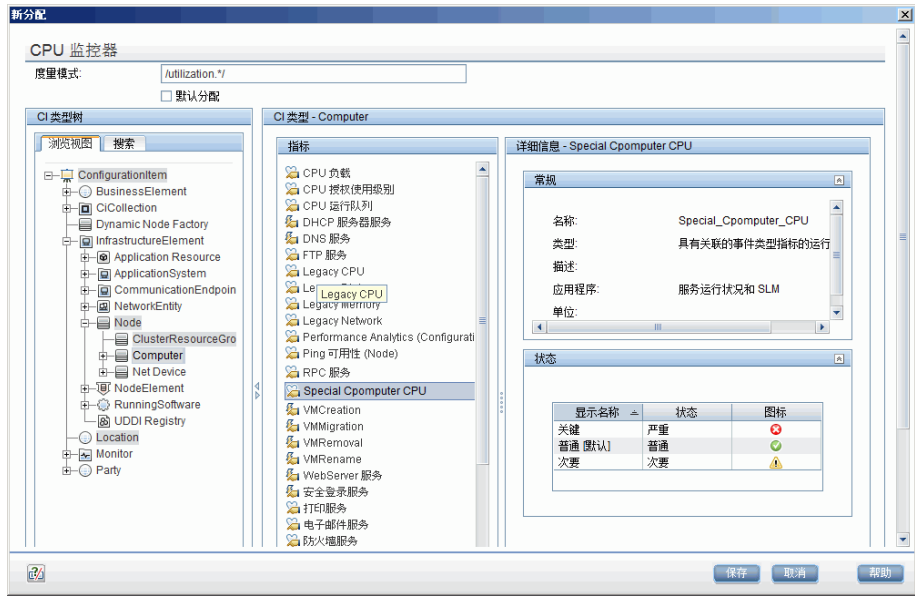 新分配
CPU 监控器
度量模式:
/utilization.*/
默认分配
CI 类型树
浏览视图
搜索
ConfigurationItem
BusinessElement
CiCollection
Dynamic Node Factory
InfrastructureElement
Application Resource
ApplicationSystem
CommunicationEndpoin
NetworkEntity
Node
ClusterResourceGro
Computer
Net Device
NodeElement
RunningSoftware
UDDI Registry
Location
Monitor
Party
CI 类型 - Computer
指标
CPU 负载
CPU 授权使用级别
CPU 运行队列
DHCP 服务器服务
DNS 服务
FTP 服务
Legacy CPU
Legacy CPU
Legacy Memory
Legacy Network
Performance Analytics (Configurati
Ping 可用性 (Node)
RPC 服务
Special Cpomputer CPU
VMCreation
VMMigration
VMRemoval
VMRename
WebServer 服务
安全登录服务
打印服务
电子邮件服务
防火墙服务
详细信息 - Special Cpomputer CPU
常规
名称:
Special_Cpomputer_CPU
类型:
具有关联的事件类型指标的运行
描述:
应用程序:
服务运行状况和 SLM
单位:
状态
显示名称 状态 图标
关键 严重
普通 [默认] 普通
次要 次要
保存 取消 帮助